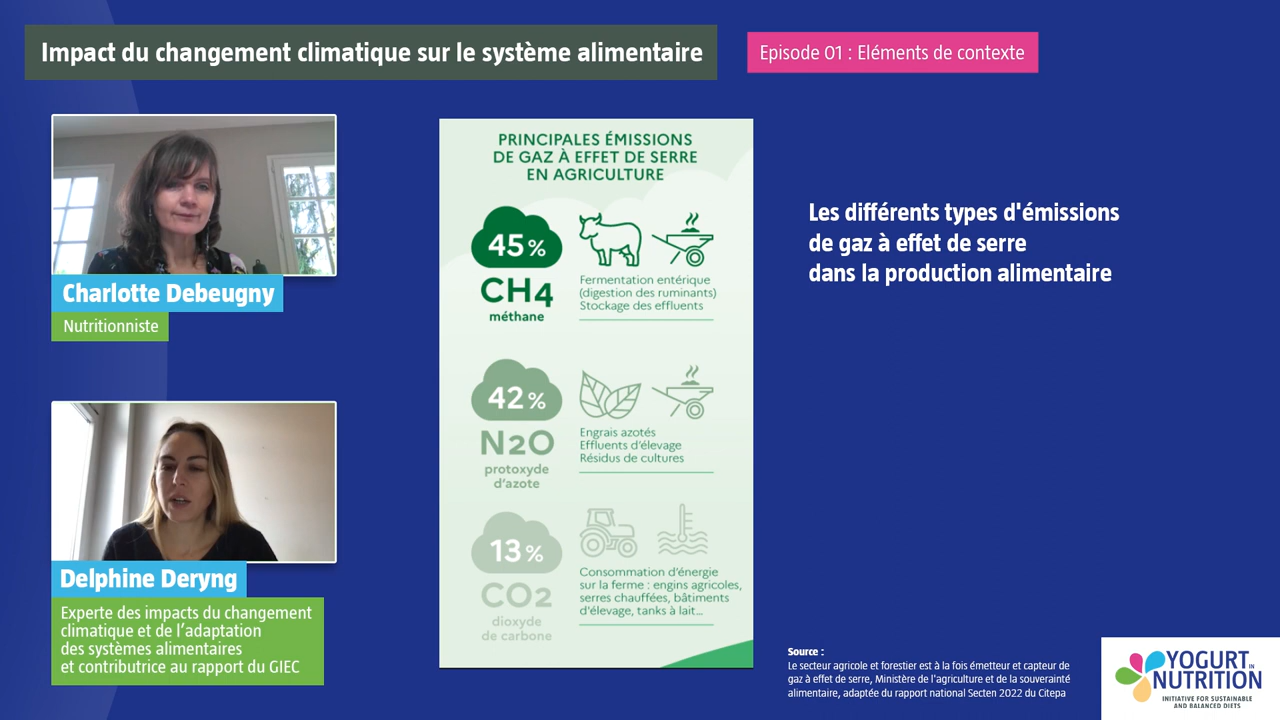 Impact du changement climatique sur le système alimentaire
Episode 01 : Eléments de contexte
Charlotte Debeugny
Nutritionniste
Delphine Deryng
Experte des impacts du changement
climatique et de l'adaptation
des systèmes alimentaires
et contributrice au rapport du GIEC
PRINCIPALES ÉMISSIONS
DE GAZ À EFFET DE SERRE
EN AGRICULTURE
45%
CH4
méthane
Fermentation entérique
(digestion des ruminants)
Stockage des effluents
42%
N2O
protoxyde
d'azote
Engrais azotés
Effluents d'élevage
Résidus de cultures
13%
CO2
dioxyde
de carbone
Consommation d'énergie
sur la ferme : engins agricoles,
serres chauffées, bâtiments
d'élevage, tanks à lait...
Les différents types d'émissions
de gaz à effet de serre
dans la production alimentaire
Source :
Le secteur agricole et forestier est à la fois émetteur et capteur de
gaz à effet de serre, Ministère de l'agriculture et de la souverainté
alimentaire, adaptée du rapport national Secten 2022 du Citepa
YOGURT IN
NUTRITION
INITIATIVE FOR SUSTAINABLE
AND BALANCED DIETS